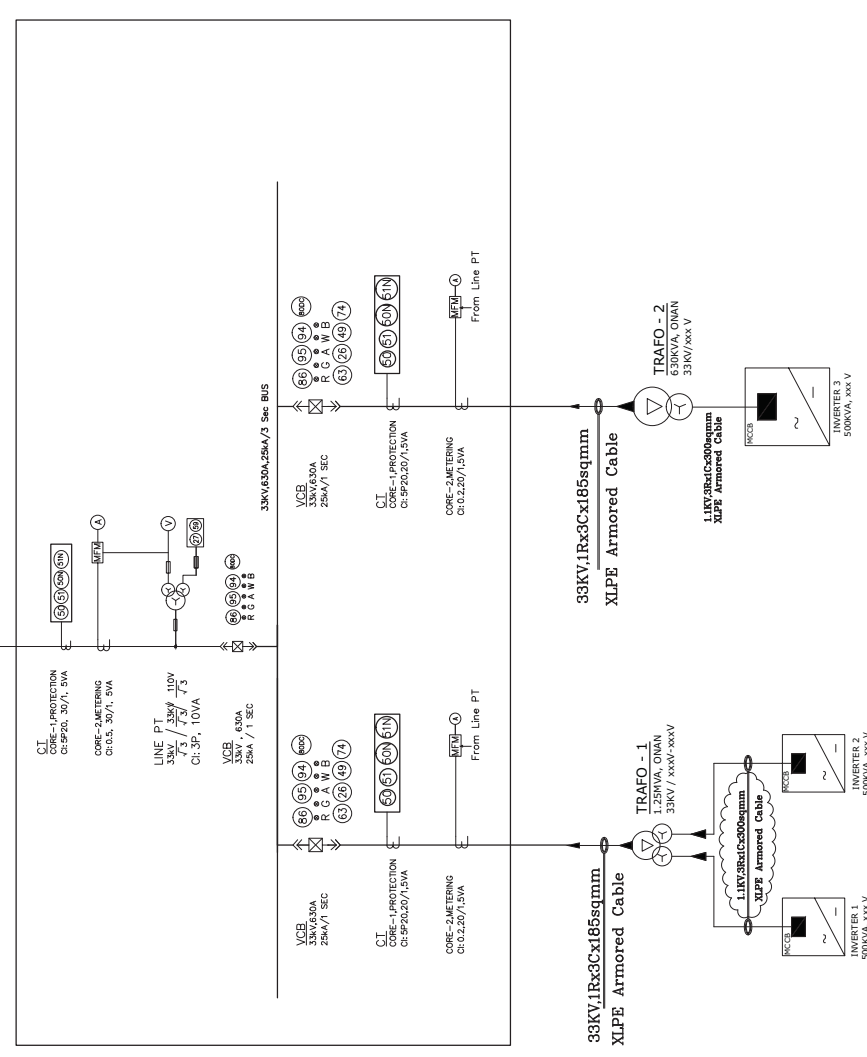 CT
CORE-1,PROTECTION
Cl:5P20, 30/1, 5VA
50 51 50N 51N
CORE-2,METERING
Cl:0.5, 30/1, 5VA
MFM
A
LINE PT
33kV / 33KV/ 110V
√3 / √3/ √3
Cl:3P, 10VA
V
27 59
VCB
33kV , 630A
25kA / 1 SEC
86 95 94 80DC
R G A W B
33KV,630A,25kA/3 Sec BUS
VCB
33kV,630A
25kA/1 SEC
86 95 94 80DC
R G A W B
63 26 49 74
CT
CORE-1,PROTECTION
Cl:5P20,20/1,5VA
50 51 50N 51N
CORE-2,METERING
Cl:0.2,20/1,5VA
MFM
A
From Line PT
VCB
33kV,630A
25kA/1 SEC
86 95 94 80DC
R G A W B
63 26 49 74
CT
CORE-1,PROTECTION
Cl:5P20,20/1,5VA
50 51 50N 51N
CORE-2,METERING
Cl:0.2,20/1,5VA
MFM
A
From Line PT
33KV,1Rx3Cx185sqmm
XLPE Armored Cable
33KV,1Rx3Cx185sqmm
XLPE Armored Cable
TRAFO - 1
1.25MVA, ONAN
33KV / xxxV-xxxV
TRAFO - 2
630KVA, ONAN
33KV/xxx V
1.1KV,3Rx1Cx300sqmm
XLPE Armored Cable
1.1KV,3Rx1Cx300sqmm
XLPE Armored Cable
MCCB
INVERTER 1
500KVA, xxx V
MCCB
INVERTER 2
500KVA, xxx V
MCCB
INVERTER 3
500KVA, xxx V